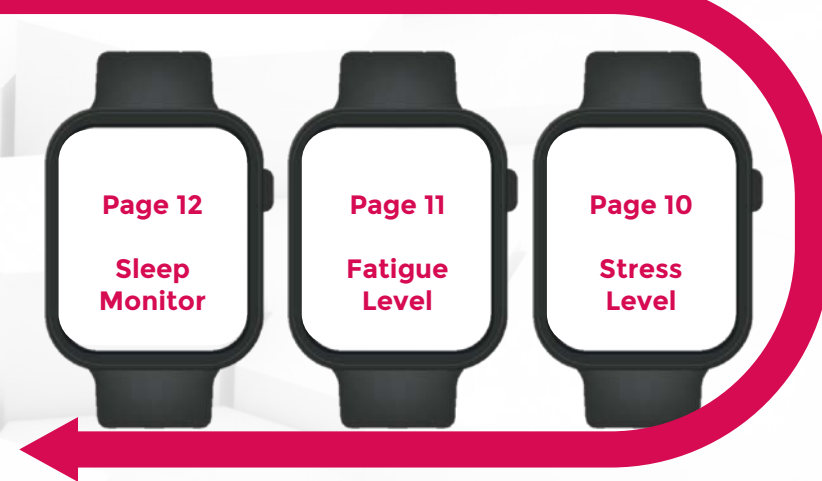 Page 12
Sleep
Monitor
Page 11
Fatigue
Level
Page 10
Stress
Level